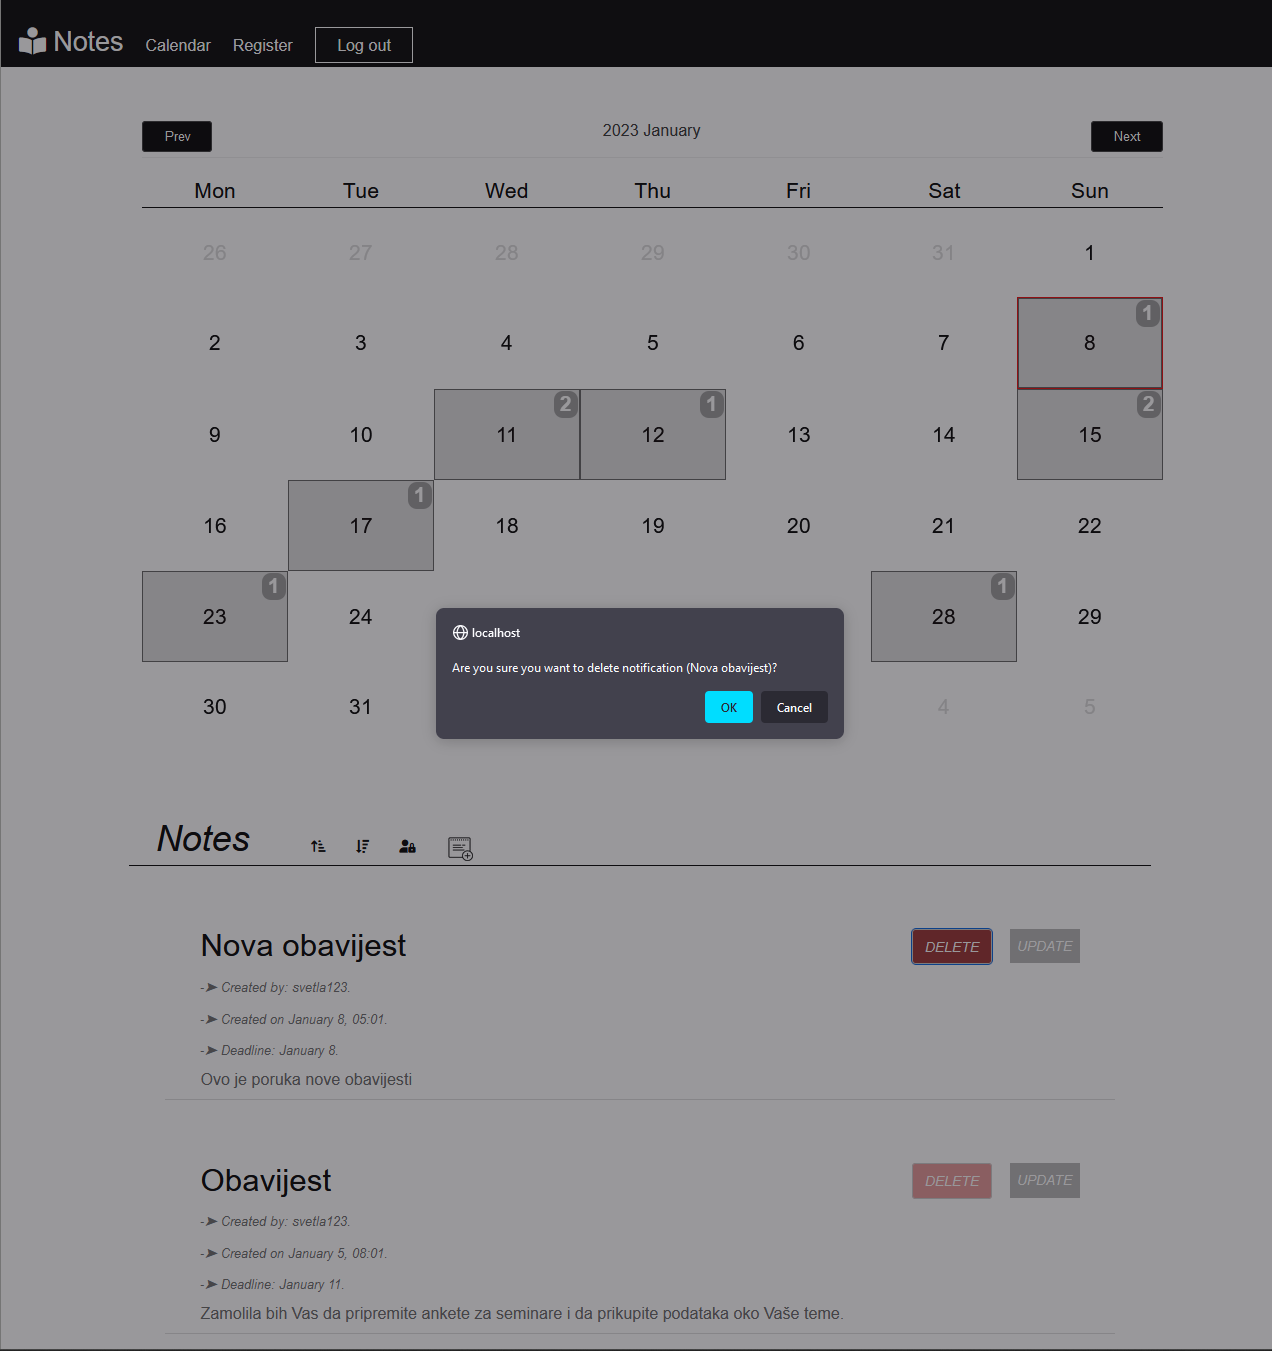 Notes Calendar Register Log out
Prev 2023 January Next
Mon Tue Wed Thu Fri Sat Sun
26 27 28 29 30 31 1
1
2 3 4 5 6 7 8
2 1 2
9 10 11 12 13 14 15
1
16 17 18 19 20 21 22
1 1
23 24 28 29
localhost
Are you sure you want to delete notification (Nova obavijest)?
OK Cancel
30 31 4 5
Notes
Nova obavijest DELETE UPDATE
-➤ Created by: svetla123.
-➤ Created on January 8, 05:01.
-➤ Deadline: January 8.
Ovo je poruka nove obavijesti
Obavijest DELETE UPDATE
-➤ Created by: svetla123.
-➤ Created on January 5, 08:01.
-➤ Deadline: January 11.
Zamolila bih Vas da pripremite ankete za seminare i da prikupite podataka oko Vaše teme.